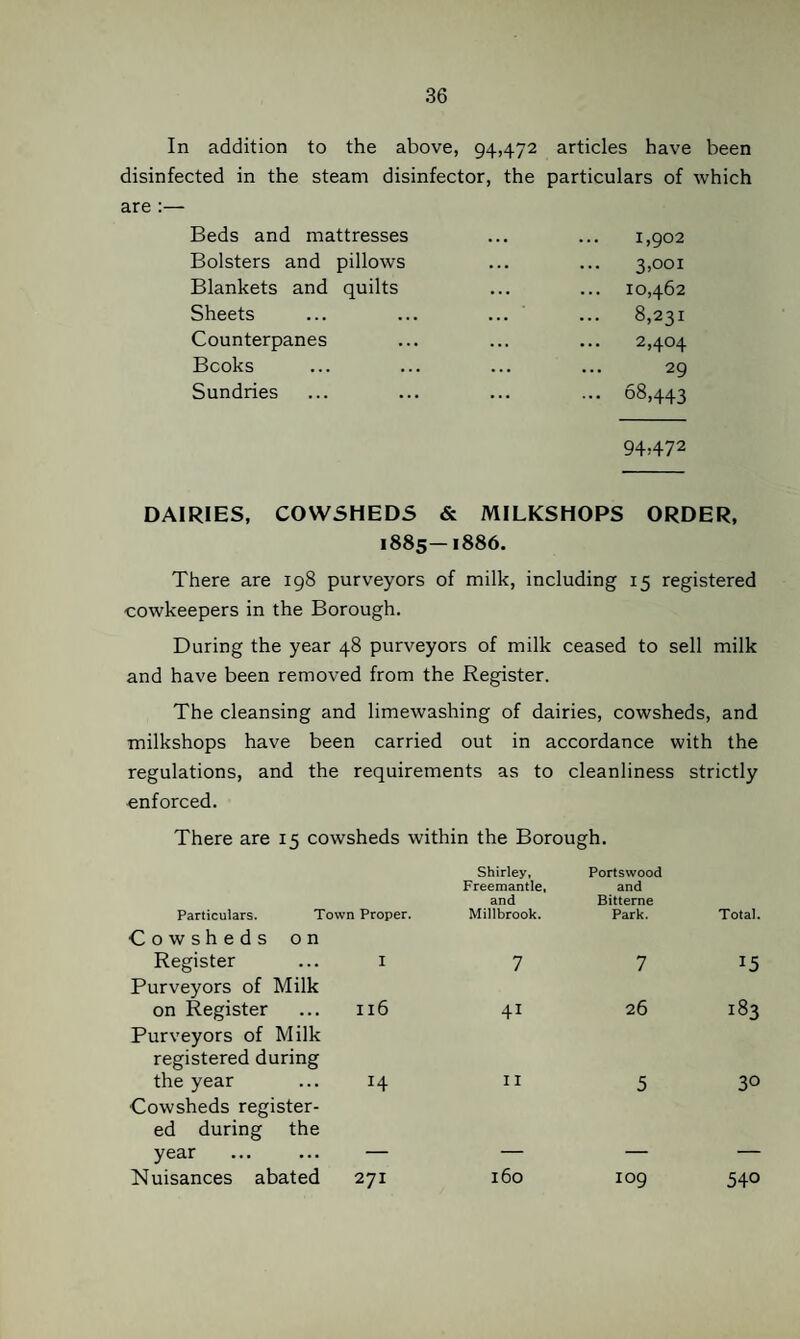 36
In addition to the above, 94,472 articles have been
disinfected in the steam disinfector, the particulars of which
are :—
Beds and mattresses ... ... 1,902
Bolsters and pillows ... ... 3,001
Blankets and quilts ... ... 10,462
Sheets ... ... ... ... 8,231
Counterpanes ... ... ... 2,404
Bcoks ... ... ... ... 29
Sundries ... ... ... ... 68,443
94,472
DAIRIES, COWSHEDS & MILKSHOPS ORDER,
1885—1886.
There are 198 purveyors of milk, including 15 registered
cowkeepers in the Borough.
During the year 48 purveyors of milk ceased to sell milk
and have been removed from the Register.
The cleansing and limewashing of dairies, cowsheds, and
milkshops have been carried out in accordance with the
regulations, and the requirements as to cleanliness strictly
enforced.
There are 15 cowsheds within the Borough.
Shirley, Portswood
Freemantle, and
and Bitterne
Particulars. Town Proper. Millbrook. Park. Total.
Cowsheds on
Register ... 1 7 7 15
Purveyors of Milk
on Register ... 116 41 26 183
Purveyors of Milk
registered during
the year ... 14 11 5 30
Cowsheds register-
ed during the
year ... ... — — — —
Nuisances abated 271 160 109 540